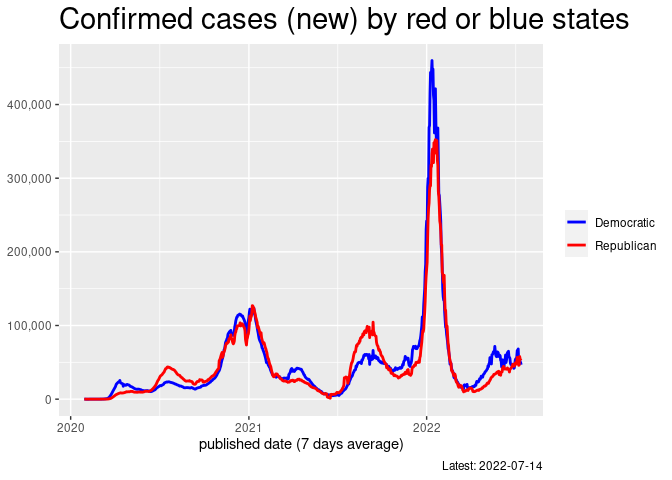 Confirmed cases (new) by red or blue states
400,000
300,000
200,000
100,000
0
2020
2021
2022
published date (7 days average)
Democratic
Republican
Latest: 2022-07-14